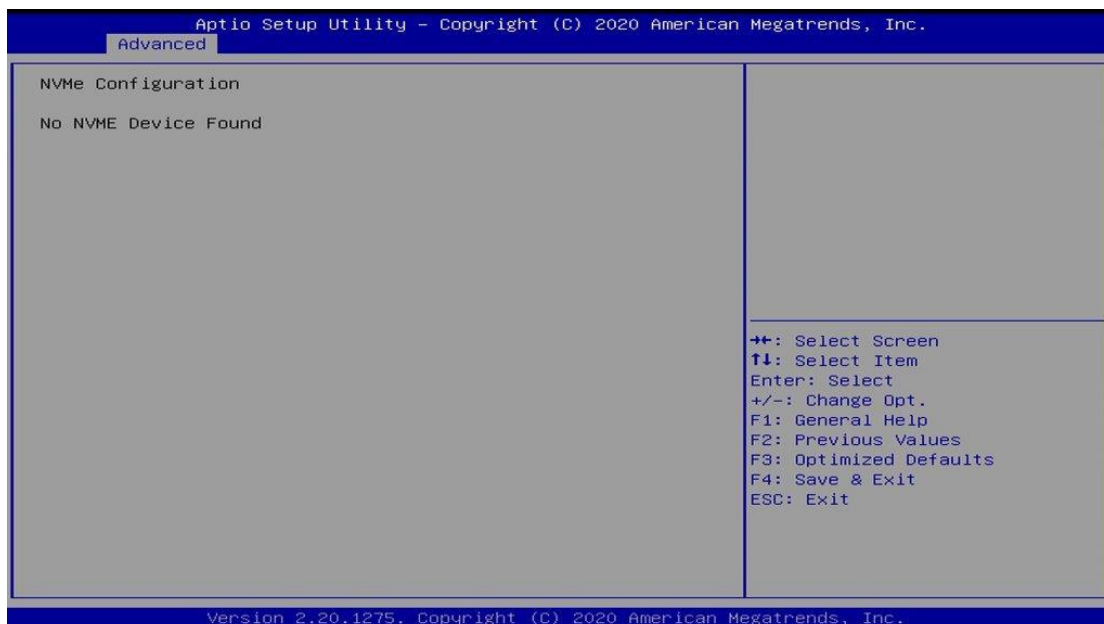 Aptio Setup Utility – Copyright (C) 2020 American Megatrends, Inc.
Advanced
NVMe Configuration
No NVME Device Found
→←: Select Screen
↑↓: Select Item
Enter: Select
+/-: Change Opt.
F1: General Help
F2: Previous Values
F3: Optimized Defaults
F4: Save & Exit
ESC: Exit
Version 2.20.1275. Copyright (C) 2020 American Megatrends, Inc.